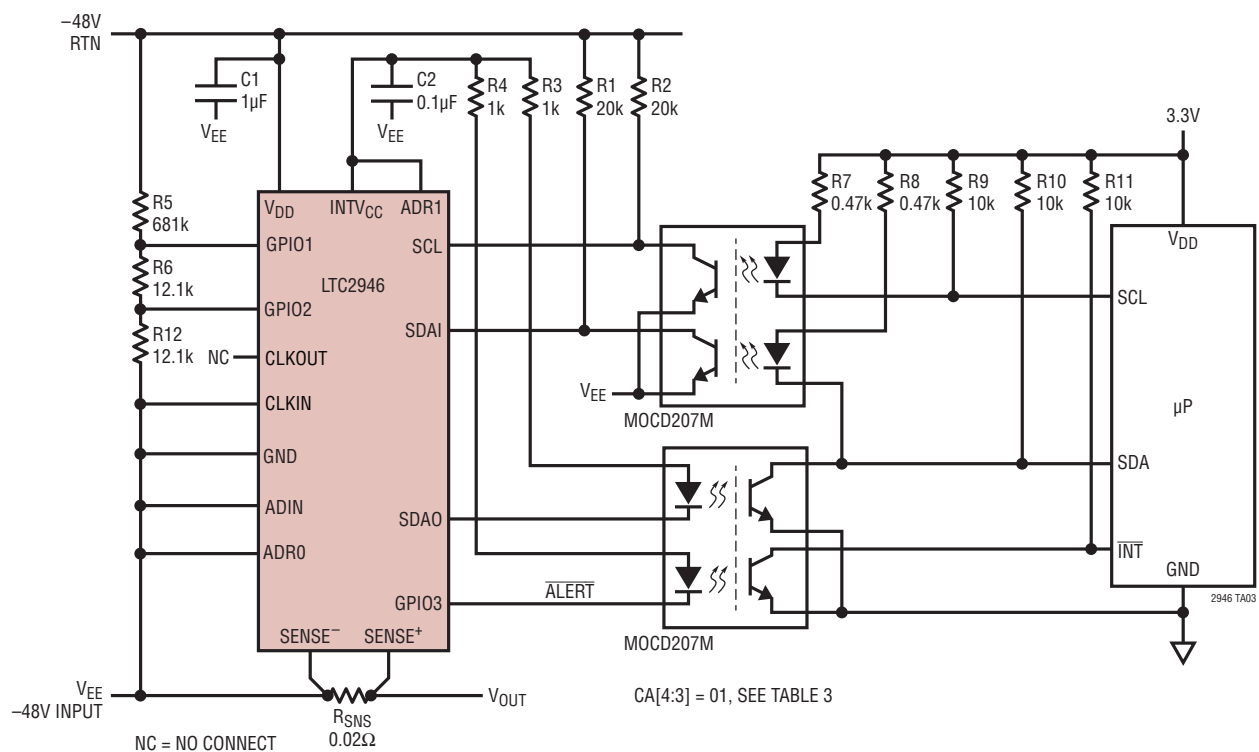 –48V
RTN
C1
1µF
VEE
C2
0.1µF
VEE
R4
1k
R3
1k
R1
20k
R2
20k
3.3V
R5
681k
R6
12.1k
R12
12.1k
NC
VDD
INTVCC
ADR1
GPIO1
SCL
LTC2946
GPIO2
SDAI
CLKOUT
CLKIN
GND
ADIN
SDAO
ADR0
GPIO3
SENSE–
SENSE+
ALERT
VEE
MOCD207M
MOCD207M
R7
0.47k
R8
0.47k
R9
10k
R10
10k
R11
10k
VDD
SCL
µP
SDA
INT
GND
2946 TA03
VEE
–48V INPUT
RSNS
0.02Ω
VOUT
CA[4:3] = 01, SEE TABLE 3
NC = NO CONNECT